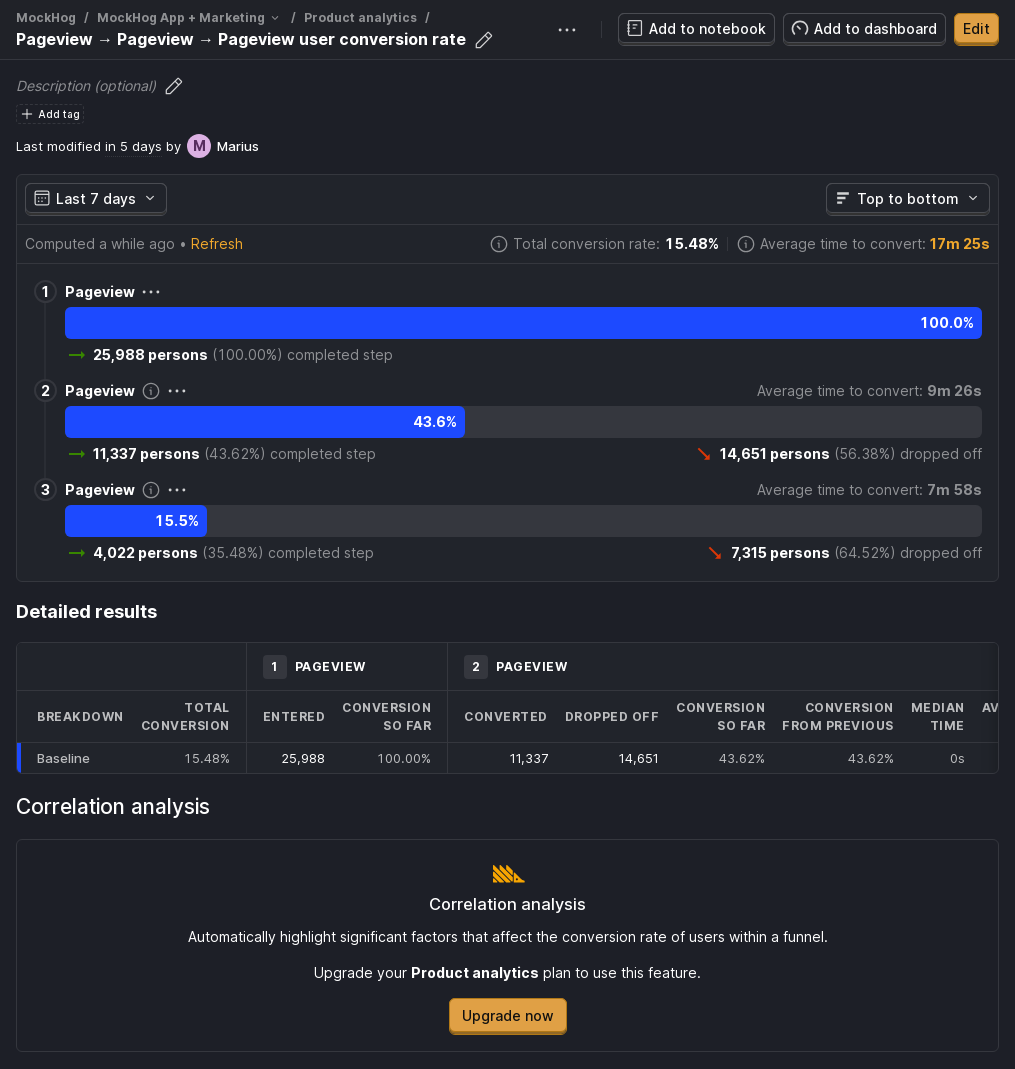 MockHog / MockHog App + Marketing / Product analytics /
Pageview → Pageview → Pageview user conversion rate
Add to notebook
Add to dashboard
Edit
Description (optional)
Add tag
Last modified in 5 days by M Marius
Last 7 days
Top to bottom
Computed a while ago • Refresh
Total conversion rate: 15.48%
Average time to convert: 17m 25s
1 Pageview
100.0%
25,988 persons (100.00%) completed step
2 Pageview
Average time to convert: 9m 26s
43.6%
11,337 persons (43.62%) completed step
14,651 persons (56.38%) dropped off
3 Pageview
Average time to convert: 7m 58s
15.5%
4,022 persons (35.48%) completed step
7,315 persons (64.52%) dropped off
Detailed results
1 PAGEVIEW
2 PAGEVIEW
BREAKDOWN
TOTAL
CONVERSION
ENTERED
CONVERSION
SO FAR
CONVERTED
DROPPED OFF
CONVERSION
SO FAR
CONVERSION
FROM PREVIOUS
MEDIAN
TIME
AV
Baseline 15.48% 25,988 100.00% 11,337 14,651 43.62% 43.62% 0s
Correlation analysis
Correlation analysis
Automatically highlight significant factors that affect the conversion rate of users within a funnel.
Upgrade your Product analytics plan to use this feature.
Upgrade now